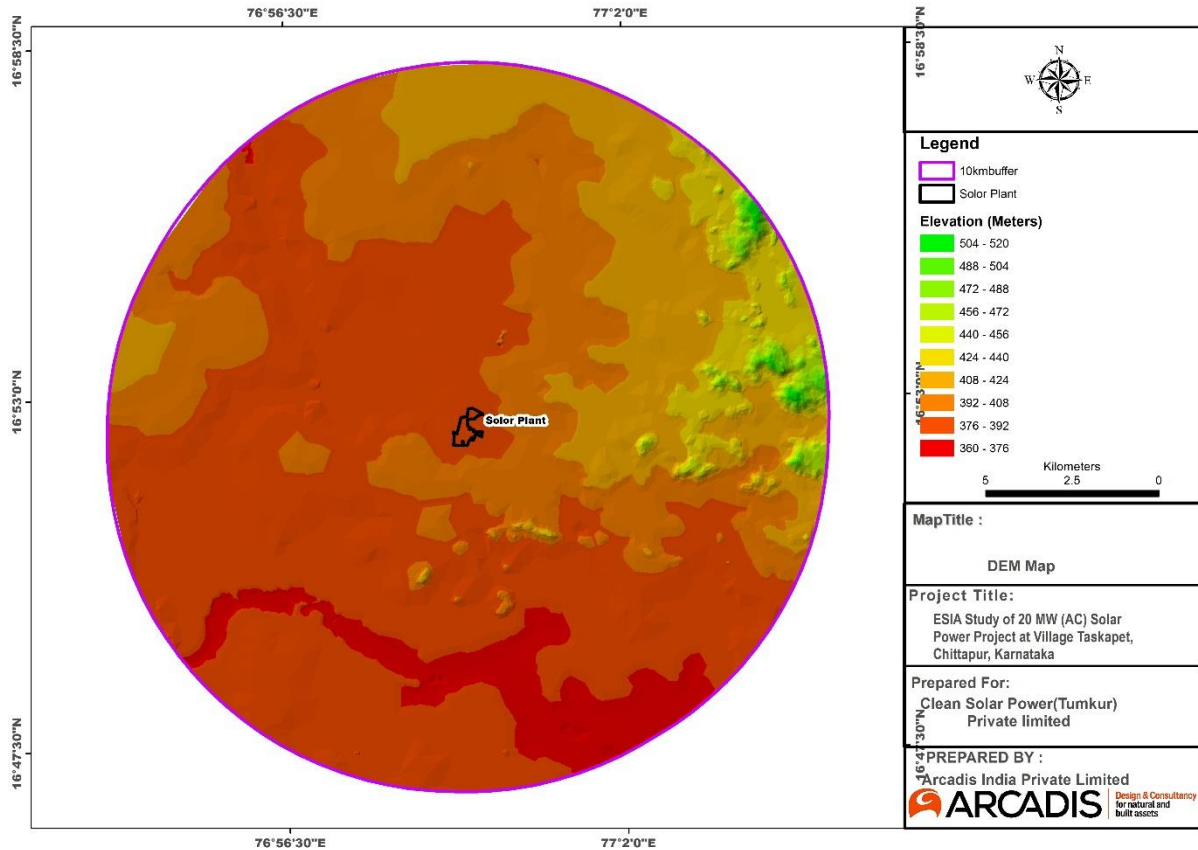 76°56'30"E
77°2'0"E
16°58'30"N
16°58'30"N
N
W E
S
Legend
10kmbuffer
Solor Plant
Elevation (Meters)
504 - 520
488 - 504
472 - 488
456 - 472
440 - 456
424 - 440
408 - 424
392 - 408
376 - 392
360 - 376
16°53'0"N
16°53'0"N
Solor Plant
Kilometers
5 2.5 0
MapTitle :
DEM Map
Project Title:
ESIA Study of 20 MW (AC) Solar
Power Project at Village Taskapet,
Chittapur, Karnataka
Prepared For:
Clean Solar Power(Tumkur)
Private limited
16°47'30"N
16°47'30"N
PREPARED BY :
Arcadis India Private Limited
ARCADIS
Design & Consultancy
for natural and
built assets
76°56'30"E
77°2'0"E